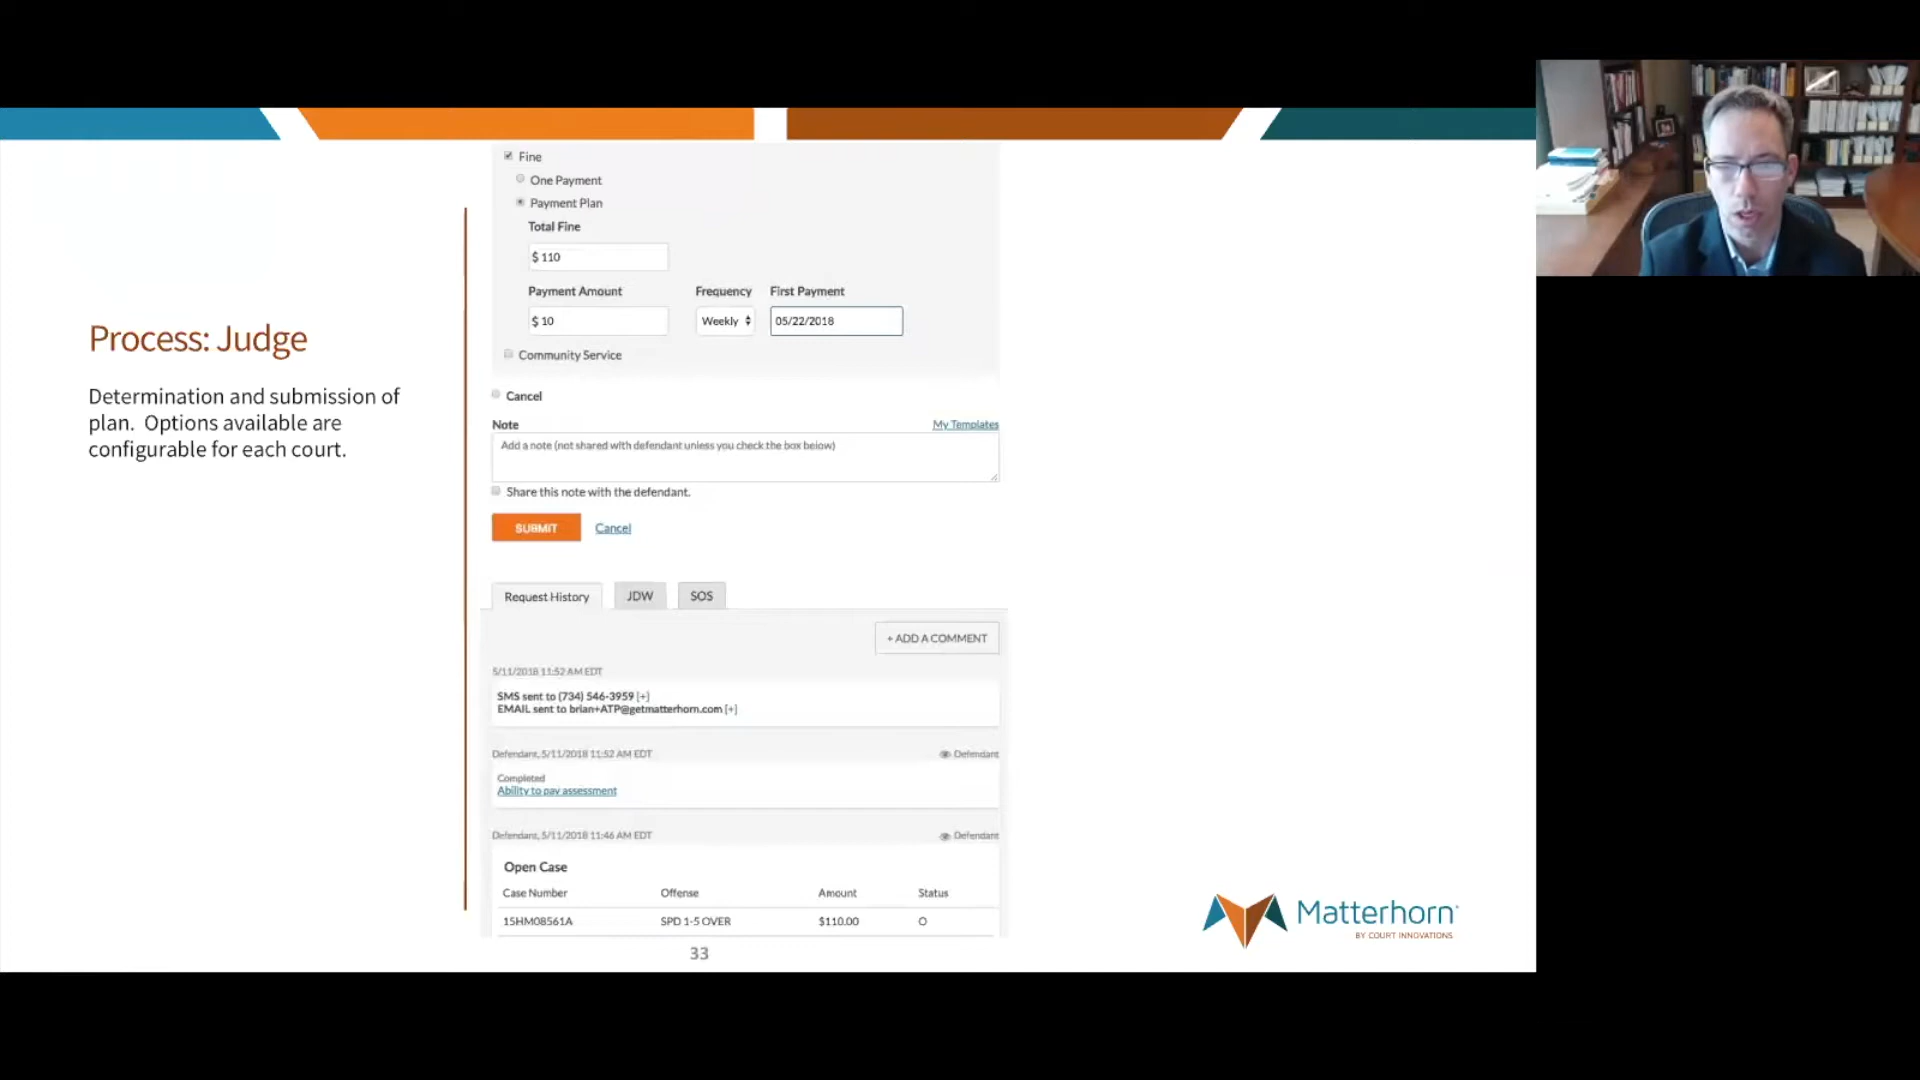 Process: Judge
Determination and submission of
plan. Options available are
configurable for each court.
Fine
One Payment
Payment Plan
Total Fine
$ 110
Payment Amount Frequency First Payment
$ 10 Weekly 05/22/2018
Community Service
Cancel
Note My Templates
Add a note (not shared with defendant unless you check the box below)
Share this note with the defendant.
SUBMIT Cancel
Request History JDW SOS
+ ADD A COMMENT
5/11/2018 11:52 AM EDT
SMS sent to (734) 546-3959 [+]
EMAIL sent to brian+ATP@getmatterhorn.com [+]
Defendant, 5/11/2018 11:52 AM EDT Defendant
Completed
Ability to pay assessment
Defendant, 5/11/2018 11:46 AM EDT Defendant
Open Case
Case Number Offense Amount Status
15HM08561A SPD 1-5 OVER $110.00 O
33
Matterhorn
BY COURT INNOVATIONS